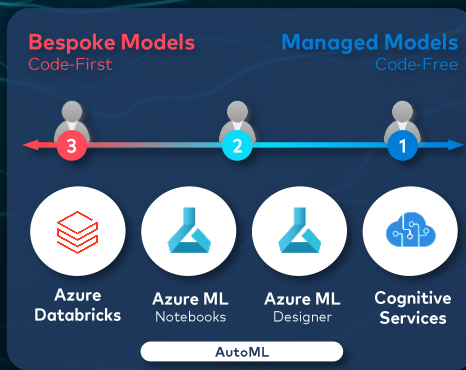 Bespoke Models
Code-First
Managed Models
Code-Free
3
2
1
Azure
Databricks
Azure ML
Notebooks
Azure ML
Designer
Cognitive
Services
AutoML